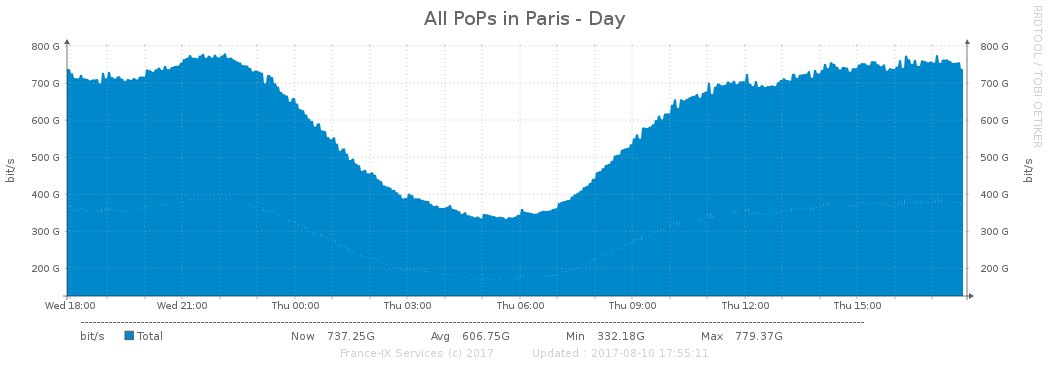 All PoPs in Paris - Day
RRDTOOL / TOBI OETIKER
bit/s
800 G 800 G
700 G 700 G
600 G 600 G
500 G 500 G
400 G 400 G
300 G 300 G
200 G 200 G
bit/s
Wed 18:00 Wed 21:00 Thu 00:00 Thu 03:00 Thu 06:00 Thu 09:00 Thu 12:00 Thu 15:00
bit/s Total Now 737.25G Avg 606.75G Min 332.18G Max 779.37G
France-IX Services (c) 2017 Updated : 2017-08-10 17:55:11